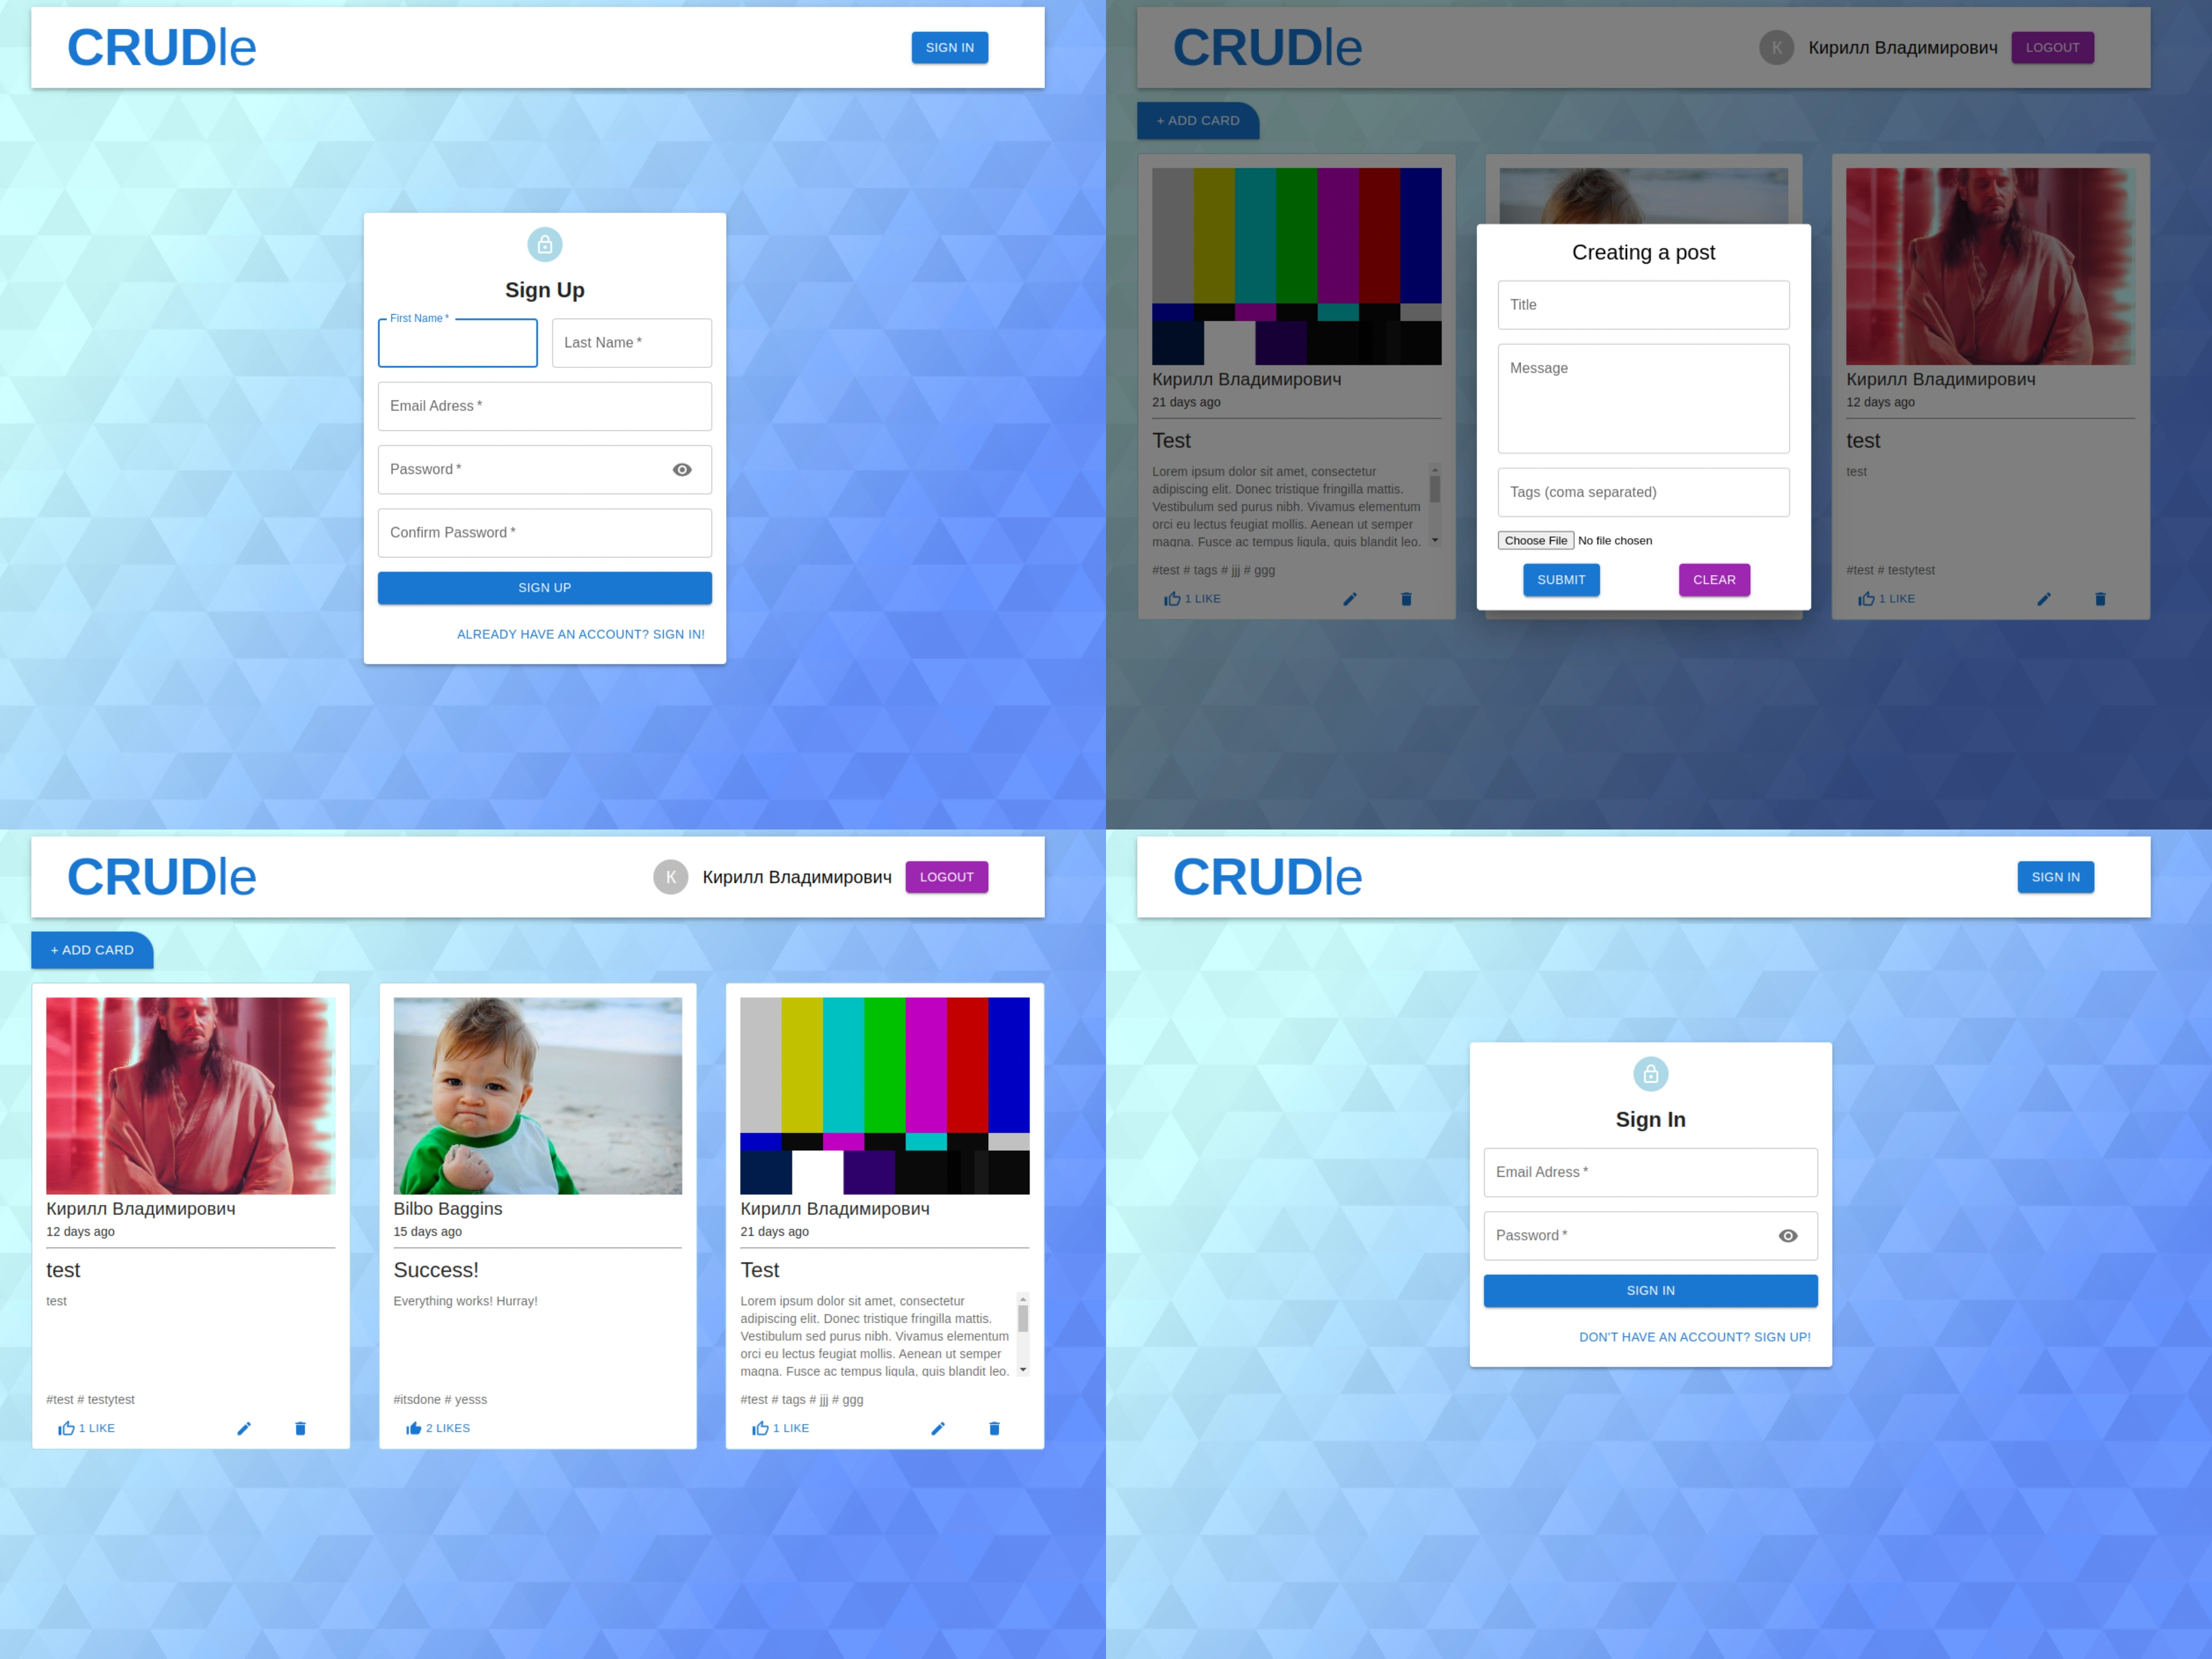 CRUDle
SIGN IN
Sign Up
First Name *
Last Name *
Email Adress *
Password *
Confirm Password *
SIGN UP
ALREADY HAVE AN ACCOUNT? SIGN IN!
CRUDle
K Кирилл Владимирович LOGOUT
+ ADD CARD
Кирилл Владимирович
21 days ago
Test
Lorem ipsum dolor sit amet, consectetur
adipiscing elit. Donec tristique fringilla mattis.
Vestibulum sed purus nibh. Vivamus elementum
orci eu lectus feugiat mollis. Aenean ut semper
magna. Fusce ac tempus ligula, quis blandit leo.
#test # tags # jjj # ggg
1 LIKE
Creating a post
Title
Message
Tags (coma separated)
Choose File No file chosen
SUBMIT
CLEAR
Кирилл Владимирович
12 days ago
test
test
#test # testytest
1 LIKE
CRUDle
K Кирилл Владимирович LOGOUT
+ ADD CARD
Кирилл Владимирович
12 days ago
test
test
#test # testytest
1 LIKE
Bilbo Baggins
15 days ago
Success!
Everything works! Hurray!
#itsdone # yesss
2 LIKES
Кирилл Владимирович
21 days ago
Test
Lorem ipsum dolor sit amet, consectetur
adipiscing elit. Donec tristique fringilla mattis.
Vestibulum sed purus nibh. Vivamus elementum
orci eu lectus feugiat mollis. Aenean ut semper
magna. Fusce ac tempus ligula, quis blandit leo.
#test # tags # jjj # ggg
1 LIKE
CRUDle
SIGN IN
Sign In
Email Adress *
Password *
SIGN IN
DON'T HAVE AN ACCOUNT? SIGN UP!